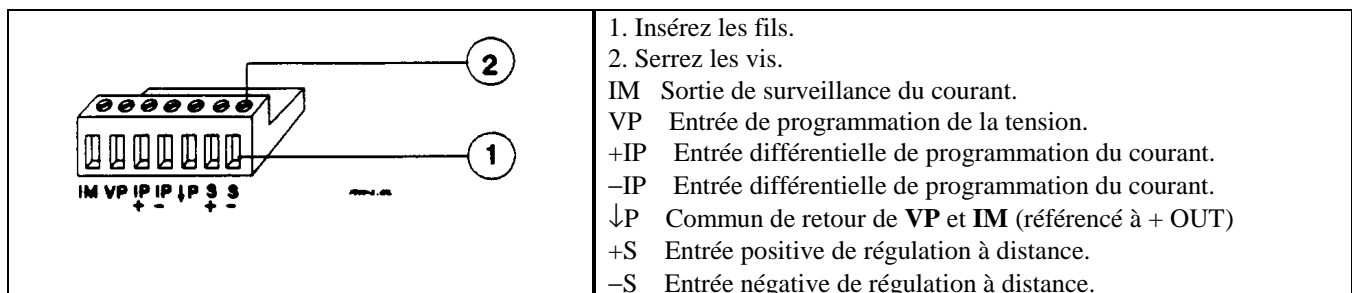 2
1
IM VP IP IP ↓P S S
+ − + −
1. Insérez les fils.
2. Serrez les vis.
IM Sortie de surveillance du courant.
VP Entrée de programmation de la tension.
+IP Entrée différentielle de programmation du courant.
−IP Entrée différentielle de programmation du courant.
↓P Commun de retour de VP et IM (référencé à + OUT)
+S Entrée positive de régulation à distance.
−S Entrée négative de régulation à distance.